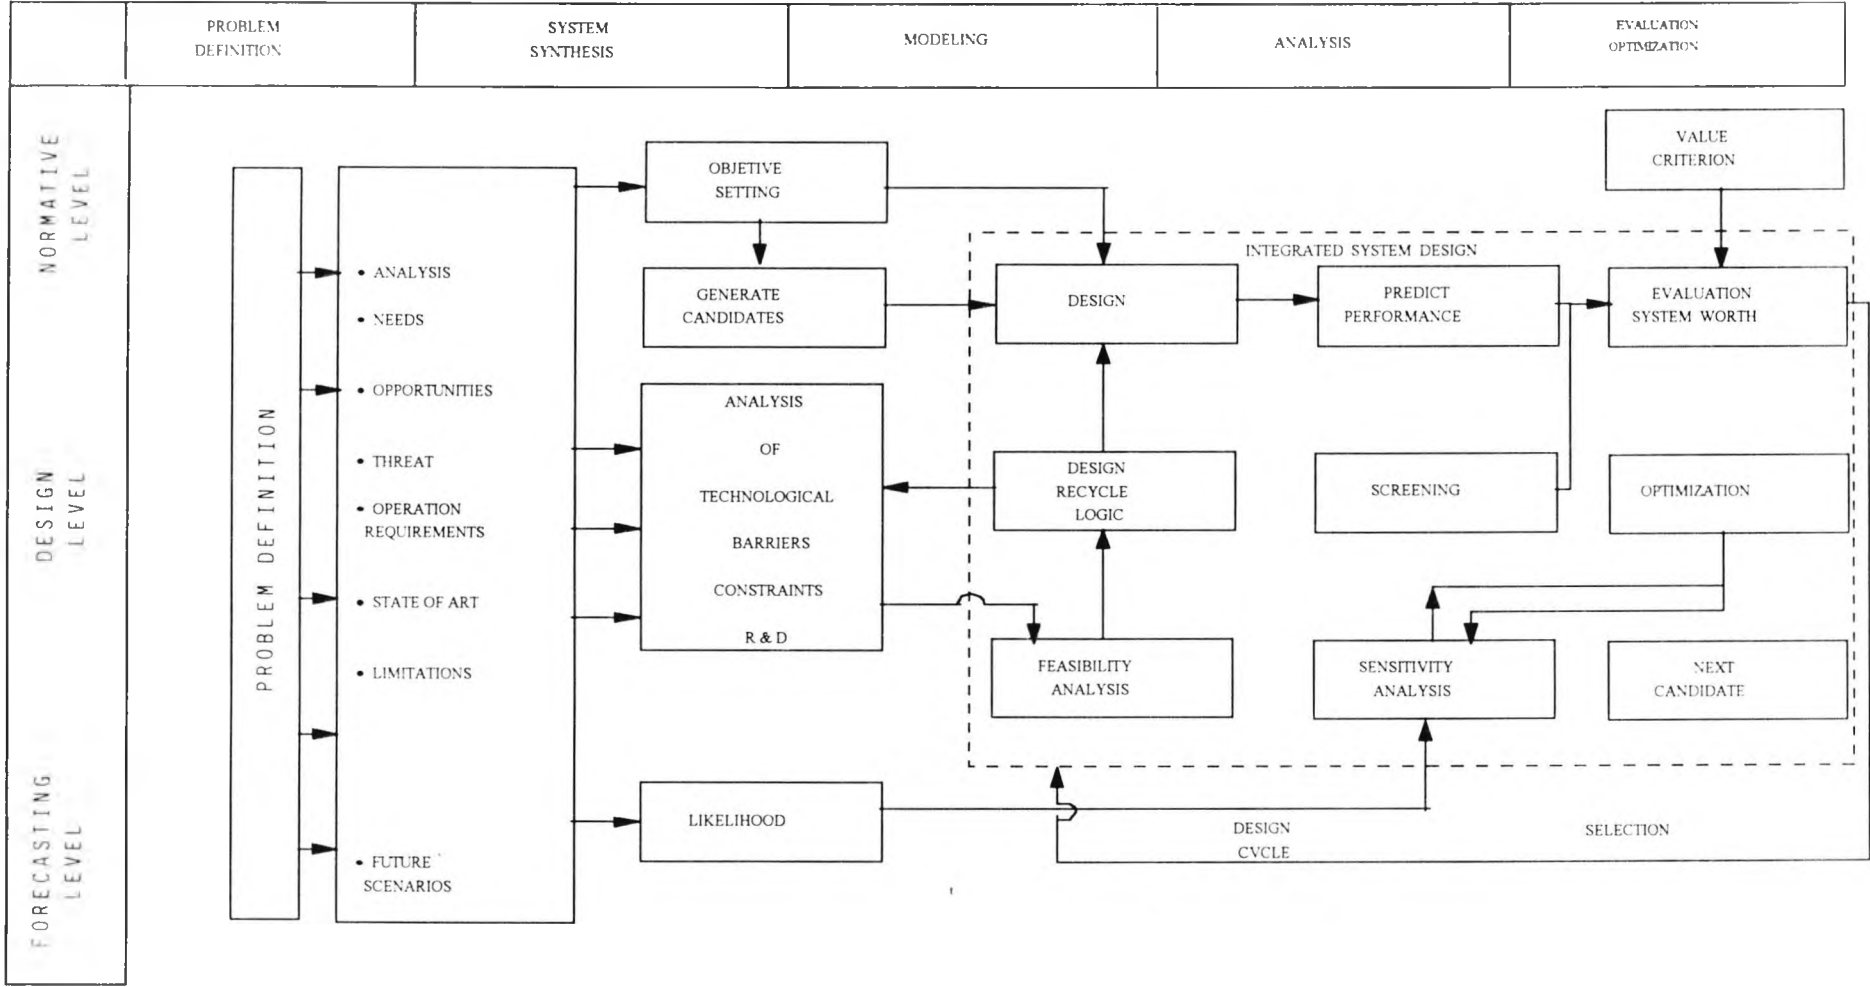 PROBLEM
DEFINITION
SYSTEM
SYNTHESIS
MODELING
ANALYSIS
EVALUATION
OPTIMIZATION
NORMATIVE
LEVEL
DESIGN
LEVEL
FORECASTING
LEVEL
PROBLEM DEFINITION
• ANALYSIS
• NEEDS
• OPPORTUNITIES
• THREAT
• OPERATION
REQUIREMENTS
• STATE OF ART
• LIMITATIONS
• FUTURE
SCENARIOS
OBJETIVE
SETTING
GENERATE
CANDIDATES
ANALYSIS
OF
TECHNOLOGICAL
BARRIERS
CONSTRAINTS
R & D
LIKELIHOOD
VALUE
CRITERION
INTEGRATED SYSTEM DESIGN
DESIGN
PREDICT
PERFORMANCE
EVALUATION
SYSTEM WORTH
DESIGN
RECYCLE
LOGIC
SCREENING
OPTIMIZATION
FEASIBILITY
ANALYSIS
SENSITIVITY
ANALYSIS
NEXT
CANDIDATE
DESIGN
CVCLE
SELECTION